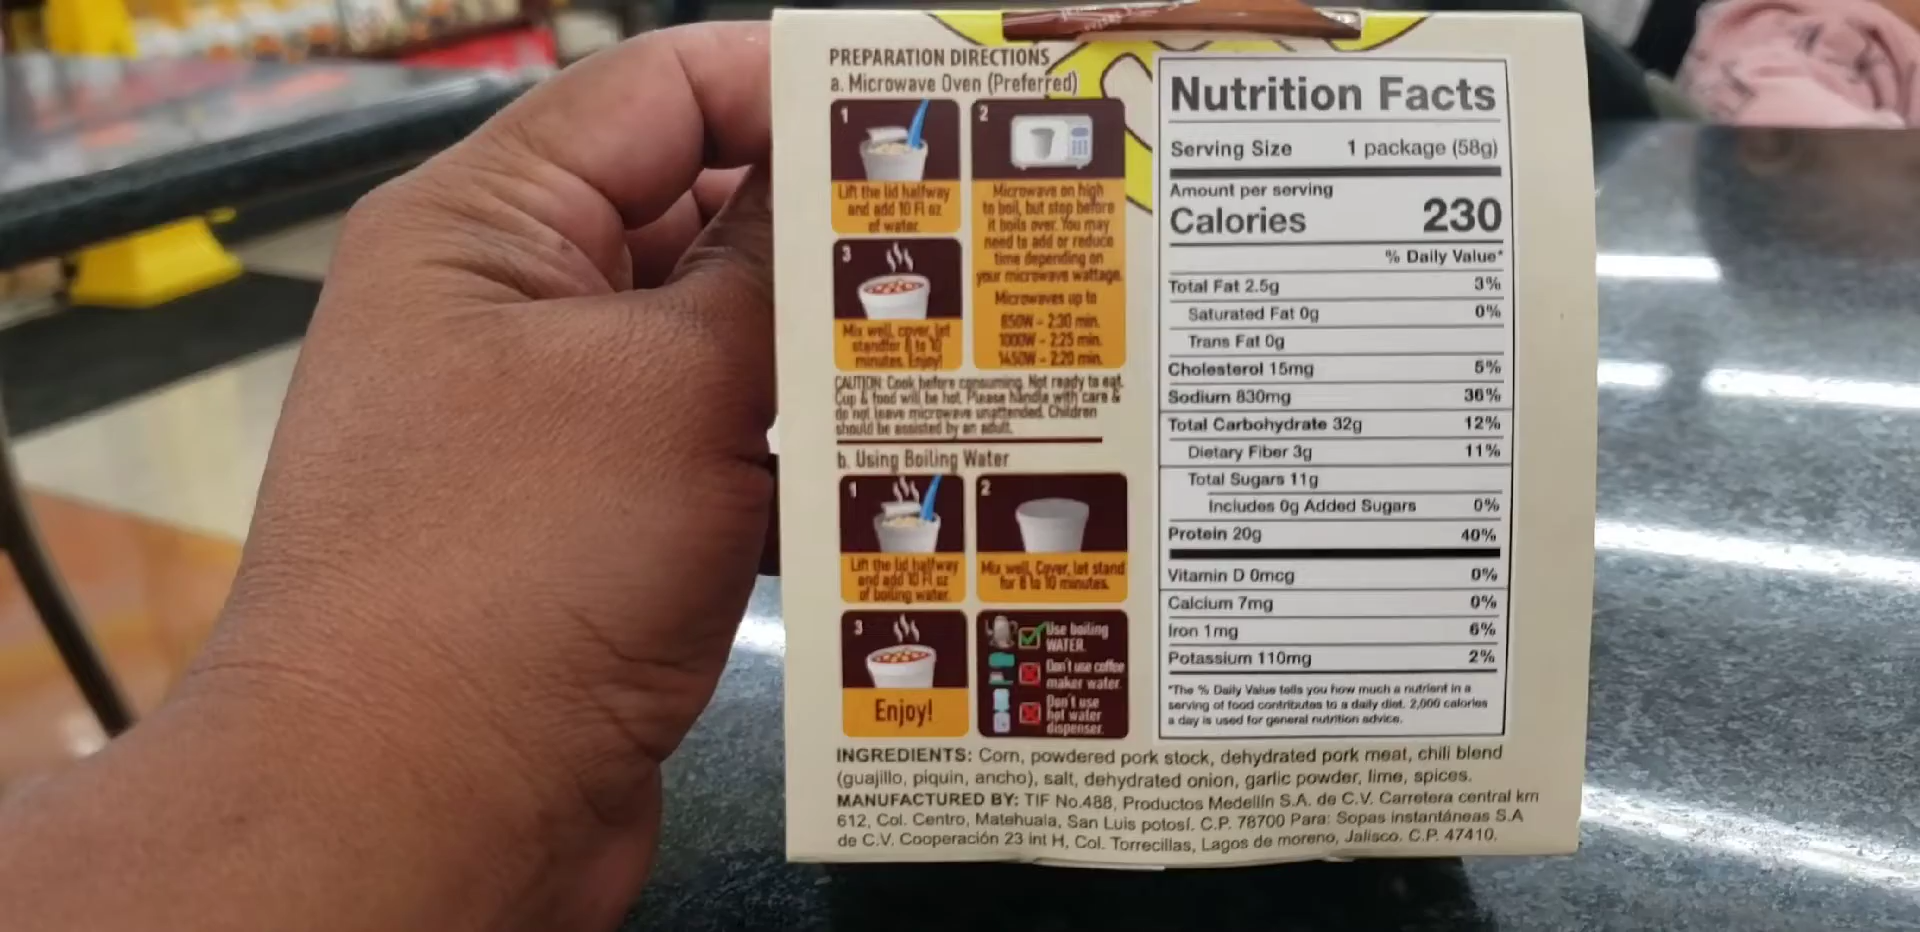 PREPARATION DIRECTIONS
a. Microwave Oven (Preferred)
1
Lift the lid halfway
and add 10 Fl oz
of water.
2
Microwave on high
to boil, but stop before
it boils over. You may
need to add or reduce
time depending on
your microwave wattage.
Microwaves up to
850W - 2:30 min.
1000W - 2:25 min.
1450W - 2:20 min.
3
Mix well, cover, let
standfor 8 to 10
minutes. Enjoy!
CAUTION: Cook before consuming. Not ready to eat.
Cup & food will be hot. Please handle with care &
do not leave microwave unattended. Children
should be assisted by an adult.
b. Using Boiling Water
1
Lift the lid halfway
and add 10 Fl oz
of boiling water.
2
Mix well, Cover, let stand
for 8 to 10 minutes.
3
Enjoy!
Use boiling
WATER.
Don't use coffee
maker water.
Don't use
hot water
dispenser.
Nutrition Facts
Serving Size 1 package (58g)
Amount per serving
Calories 230
% Daily Value*
Total Fat 2.5g 3%
Saturated Fat 0g 0%
Trans Fat 0g
Cholesterol 15mg 5%
Sodium 830mg 36%
Total Carbohydrate 32g 12%
Dietary Fiber 3g 11%
Total Sugars 11g
Includes 0g Added Sugars 0%
Protein 20g 40%
Vitamin D 0mcg 0%
Calcium 7mg 0%
Iron 1mg 6%
Potassium 110mg 2%
*The % Daily Value tells you how much a nutrient in a
serving of food contributes to a daily diet. 2,000 calories
a day is used for general nutrition advice.
INGREDIENTS: Corn, powdered pork stock, dehydrated pork meat, chili blend
(guajillo, piquin, ancho), salt, dehydrated onion, garlic powder, lime, spices.
MANUFACTURED BY: TIF No.488, Productos Medellín S.A. de C.V. Carretera central km
612, Col. Centro, Matehuala, San Luis potosí. C.P. 78700 Para: Sopas instantáneas S.A
de C.V. Cooperación 23 int H, Col. Torrecillas, Lagos de moreno, Jalisco. C.P. 47410.